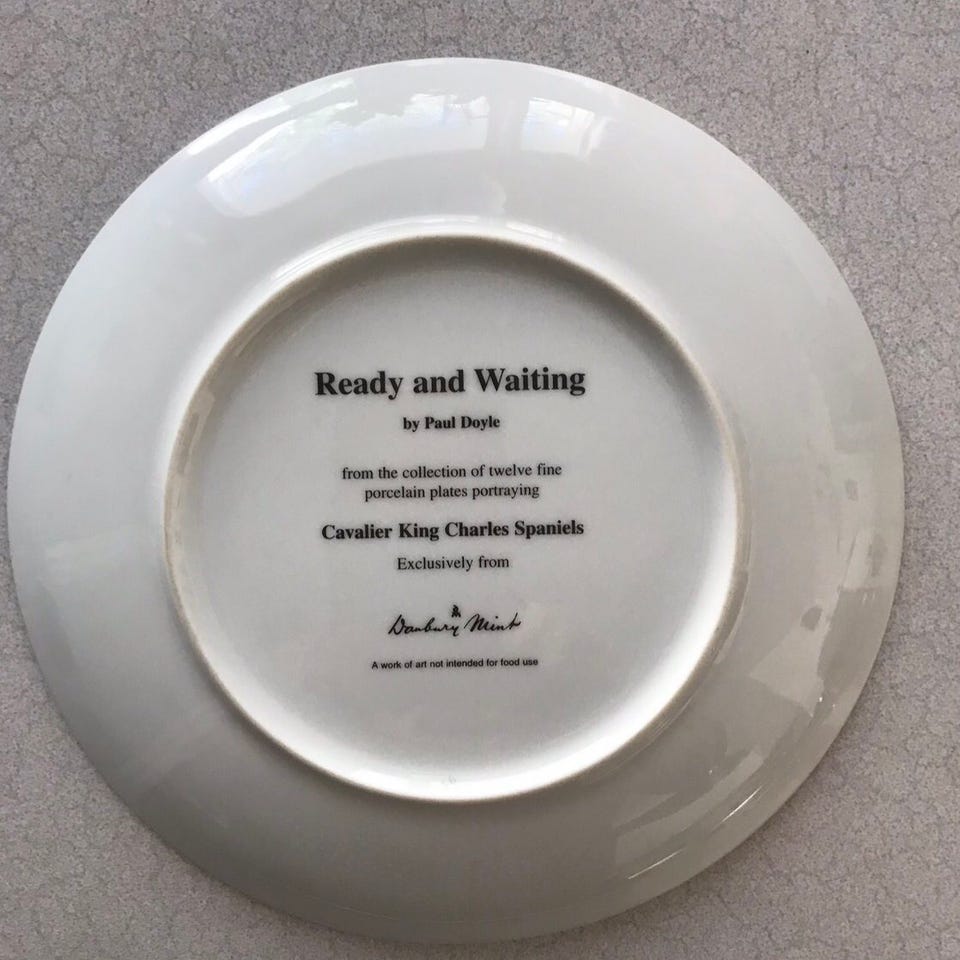 Ready and Waiting
by Paul Doyle
from the collection of twelve fine
porcelain plates portraying
Cavalier King Charles Spaniels
Exclusively from
Danbury Mint
A work of art not intended for food use